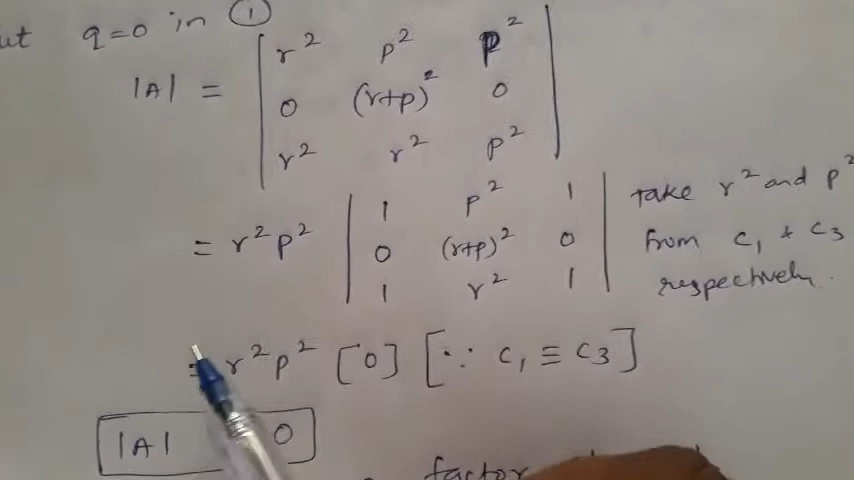 q=0 in ①
|A| = | r² p² p² |
| 0 (r+p)² 0 |
| r² r² p² |
= r²p² | 1 p² 1 | Take r² and p²
| 0 (r+p)² 0 | from c₁ & c₃
| 1 r² 1 | respectively.
= r²p² [0] [∵ c₁ ≡ c₃]
|A| 0
factor